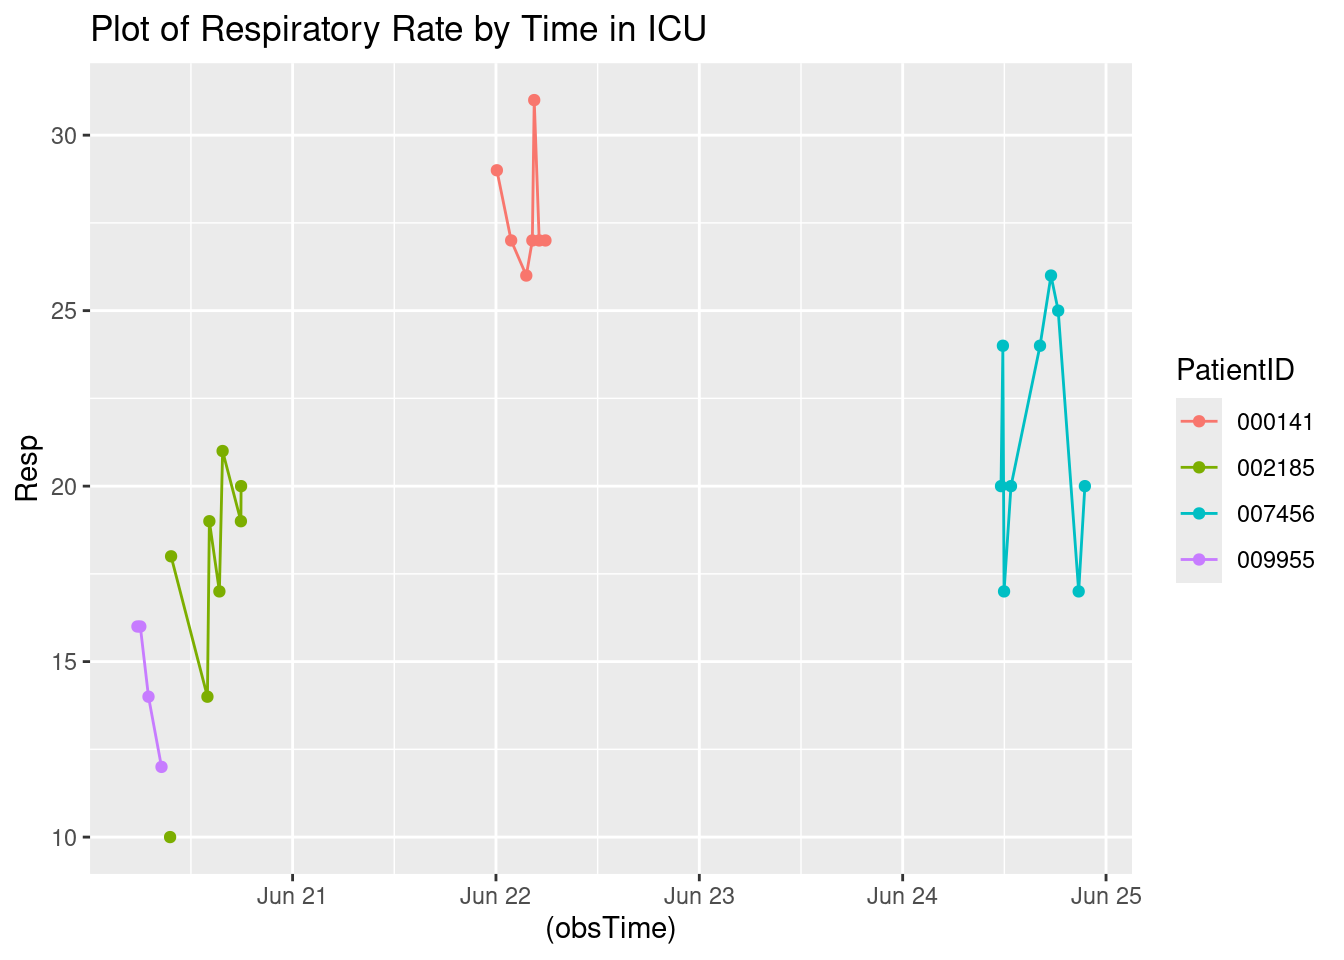 Plot of Respiratory Rate by Time in ICU
30
25
20
15
10
Resp
Jun 21
Jun 22
Jun 23
Jun 24
Jun 25
(obsTime)
PatientID
000141
002185
007456
009955